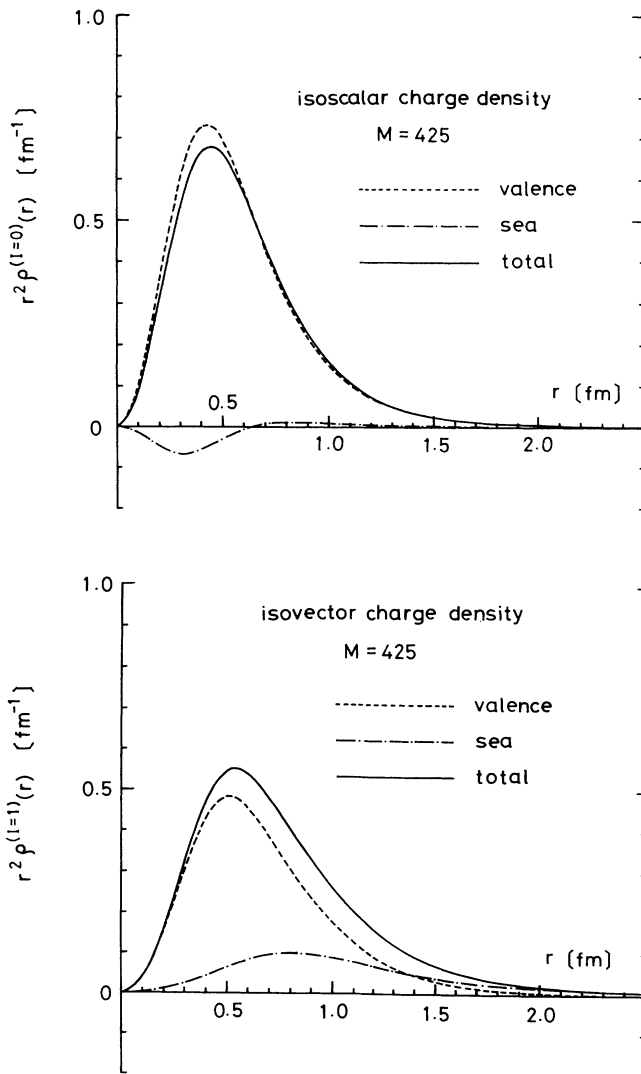 1.0
r²ρ⁽ᴵ⁼⁰⁾(r) [fm⁻¹]
isoscalar charge density
M = 425
valence
0.5
sea
total
0.5
r [fm]
0
1.0
1.5
2.0
1.0
r²ρ⁽ᴵ⁼¹⁾(r) [fm⁻¹]
isovector charge density
M = 425
valence
sea
total
0.5
r [fm]
0
0.5
1.0
1.5
2.0